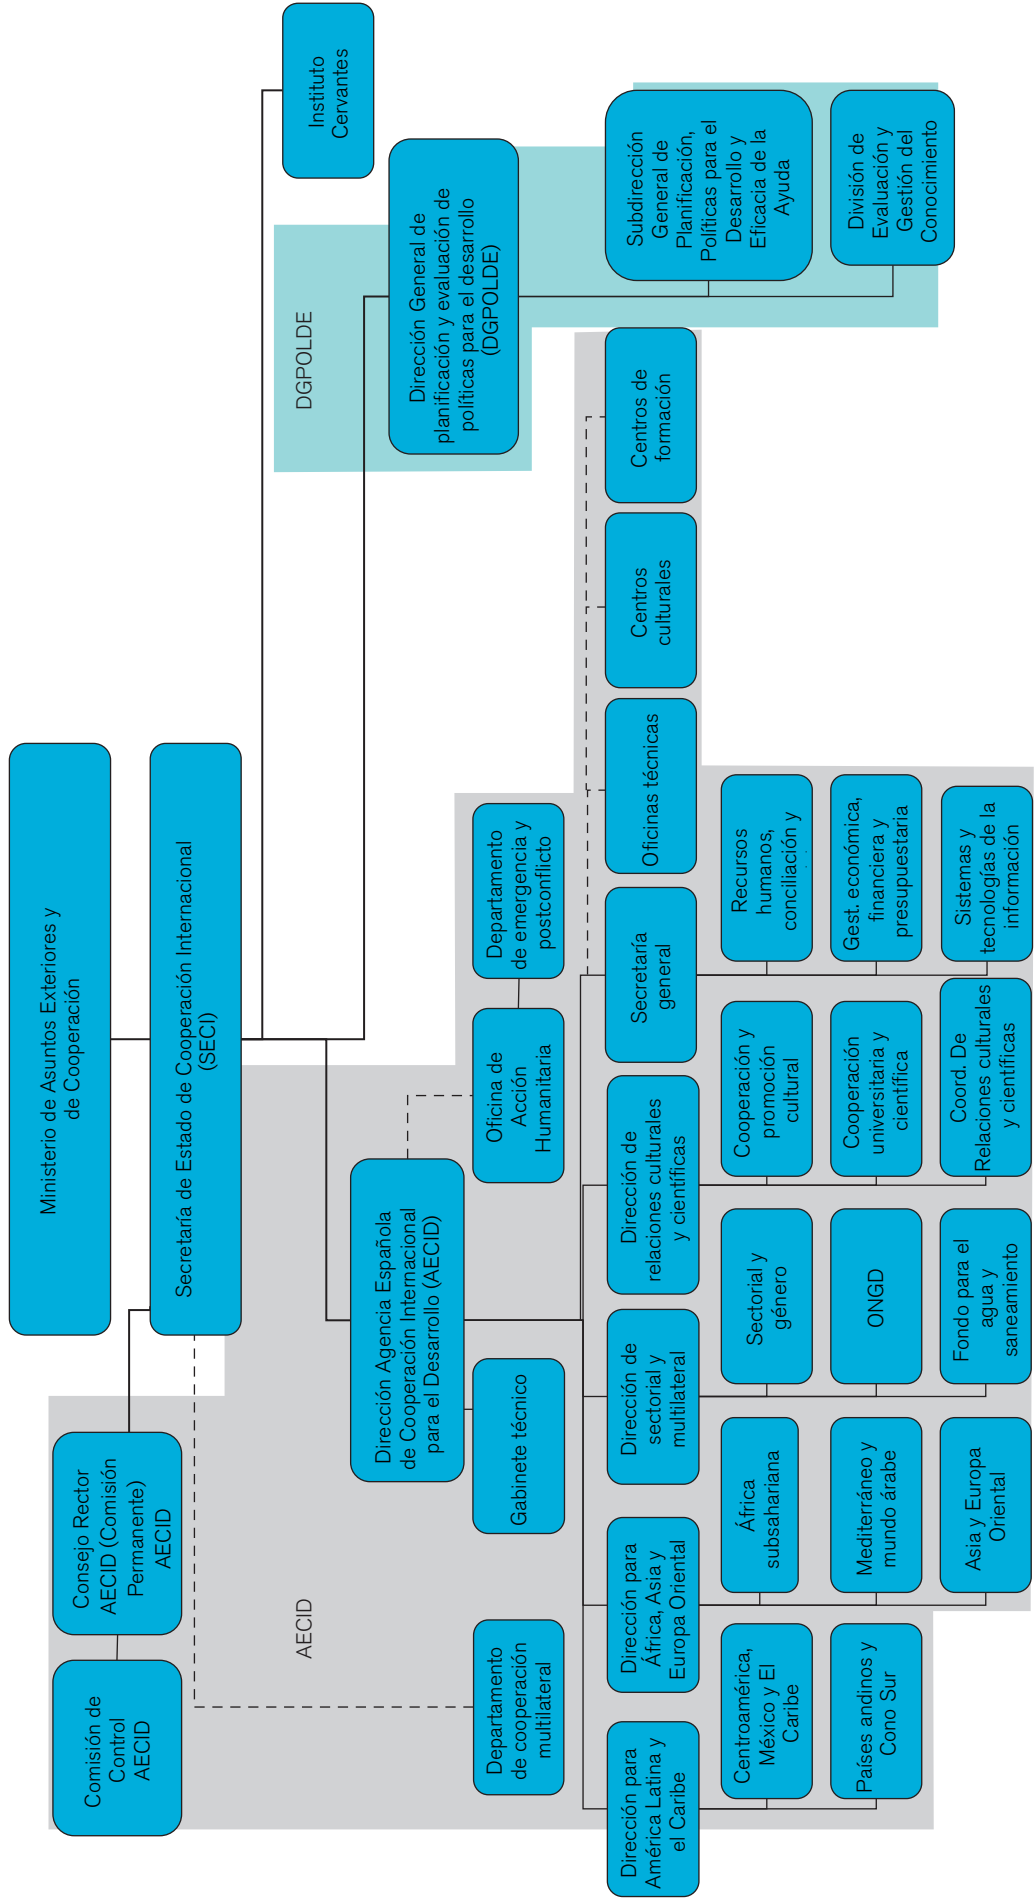 Ministerio de Asuntos Exteriores y
de Cooperación
Secretaría de Estado de Cooperación Internacional
(SECI)
Comisión de
Control
AECID
Consejo Rector
AECID (Comisión
Permanente)
AECID
Instituto
Cervantes
AECID
DGPOLDE
Dirección Agencia Española
de Cooperación Internacional
para el Desarrollo (AECID)
Dirección General de
planificación y evaluación de
políticas para el desarrollo
(DGPOLDE)
Departamento
de cooperación
multilateral
Gabinete técnico
Oficina de
Acción
Humanitaria
Departamento
de emergencia y
postconflicto
Dirección para
América Latina y
el Caribe
Dirección para
África, Asia y
Europa Oriental
Dirección de
sectorial y
multilateral
Dirección de
relaciones culturales
y científicas
Secretaría
general
Oficinas técnicas
Centros
culturales
Centros de
formación
Subdirección
General de
Planificación,
Políticas para el
Desarrollo y
Eficacia de la
Ayuda
Centroamérica,
México y El
Caribe
África
subsahariana
Sectorial y
género
Cooperación y
promoción
cultural
Recursos
humanos,
conciliación y
Países andinos y
Cono Sur
Mediterráneo y
mundo árabe
ONGD
Cooperación
universitaria y
científica
Gest. económica,
financiera y
presupuestaria
División de
Evaluación y
Gestión del
Conocimiento
Asia y Europa
Oriental
Fondo para el
agua y
saneamiento
Coord. De
Relaciones culturales
y científicas
Sistemas y
tecnologías de la
información